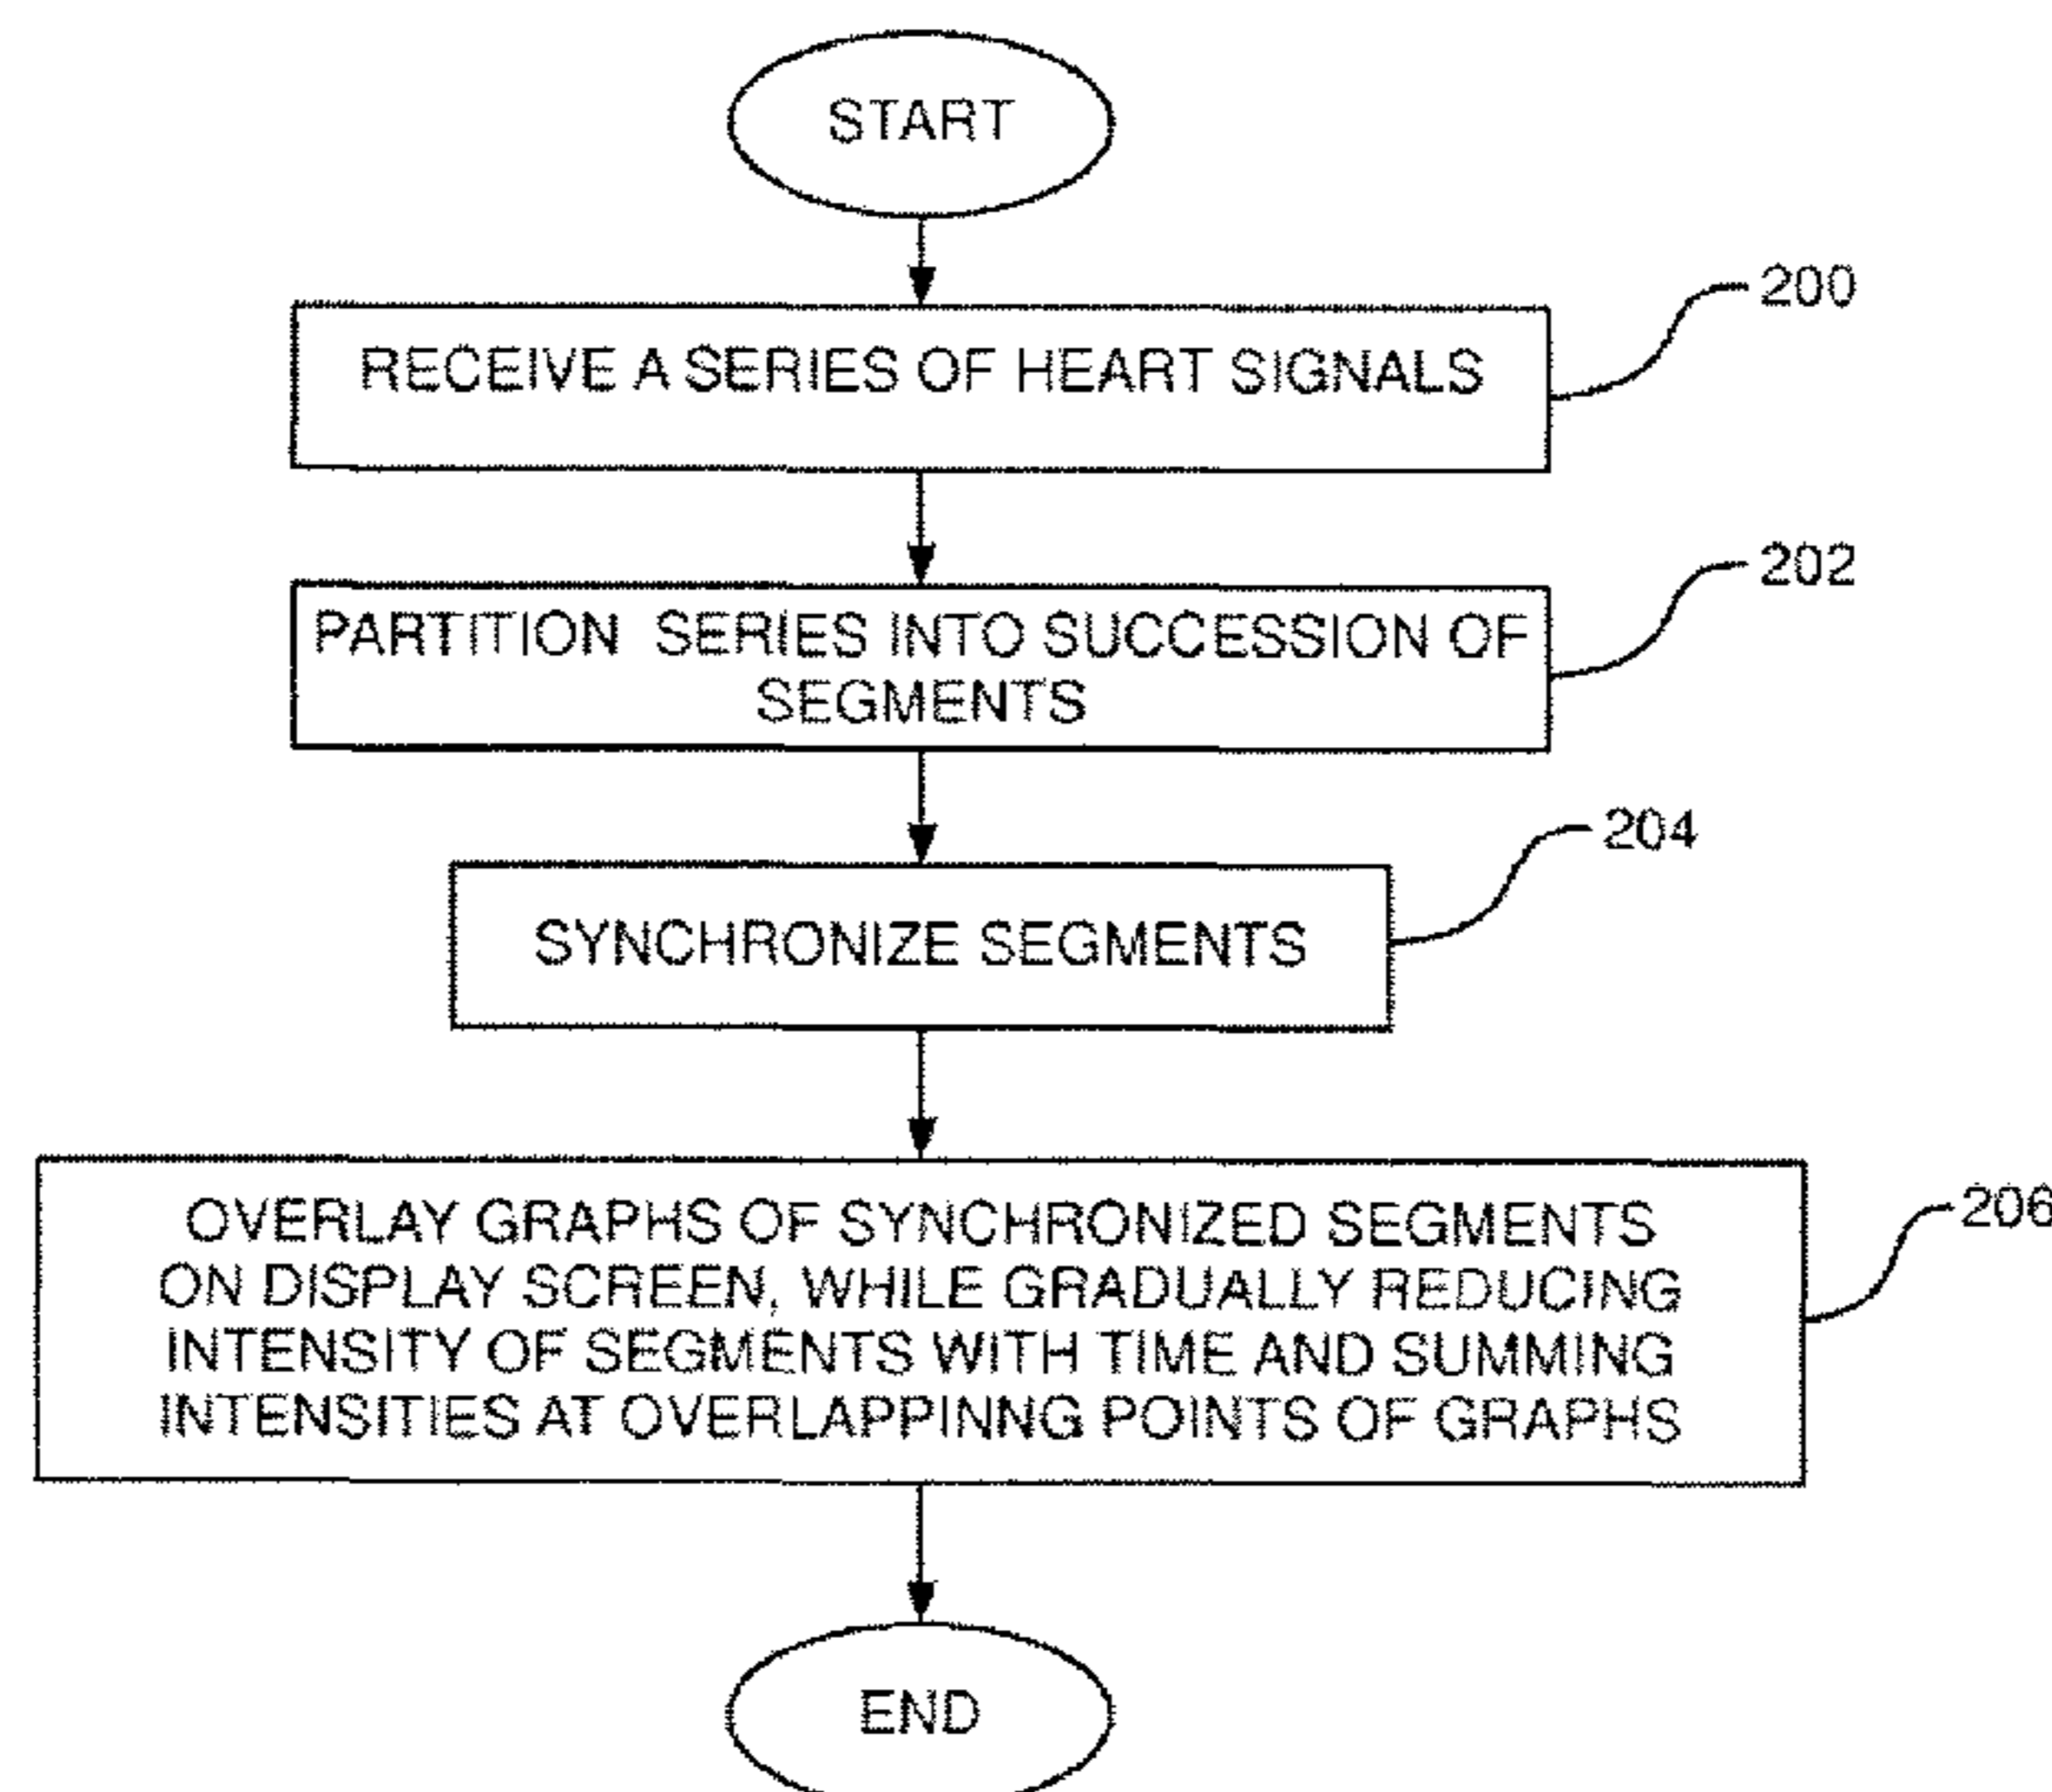 START
200
RECEIVE A SERIES OF HEART SIGNALS
202
PARTITION SERIES INTO SUCCESSION OF
SEGMENTS
204
SYNCHRONIZE SEGMENTS
206
OVERLAY GRAPHS OF SYNCHRONIZED SEGMENTS
ON DISPLAY SCREEN, WHILE GRADUALLY REDUCING
INTENSITY OF SEGMENTS WITH TIME AND SUMMING
INTENSITIES AT OVERLAPPINNG POINTS OF GRAPHS
END